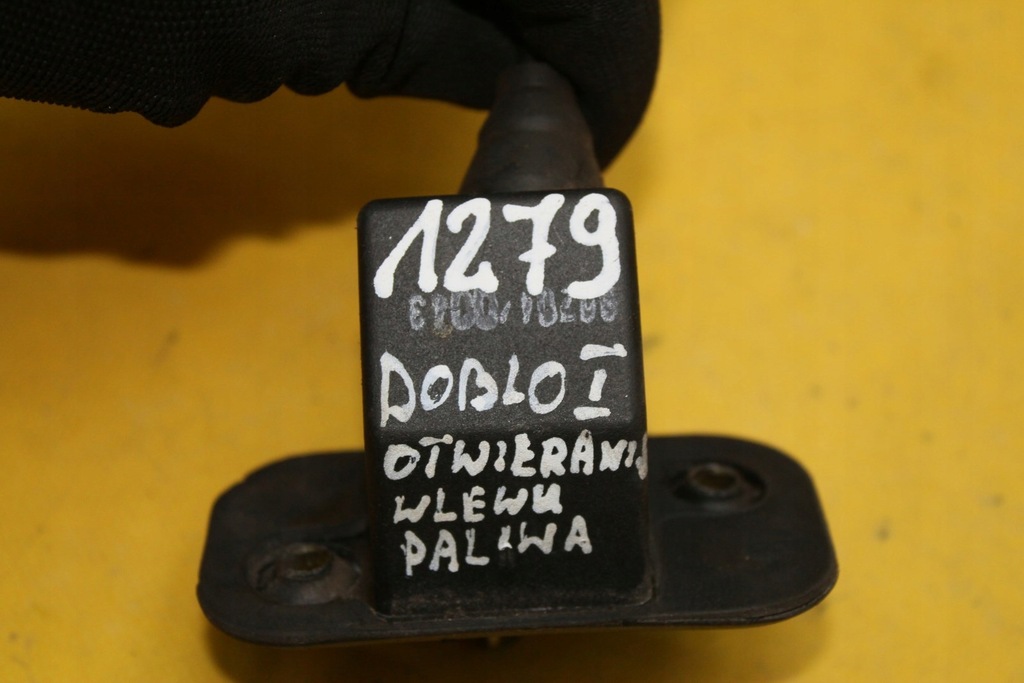 1279
DOBLO I
OTWIERANIE
WLEWU
PALIWA